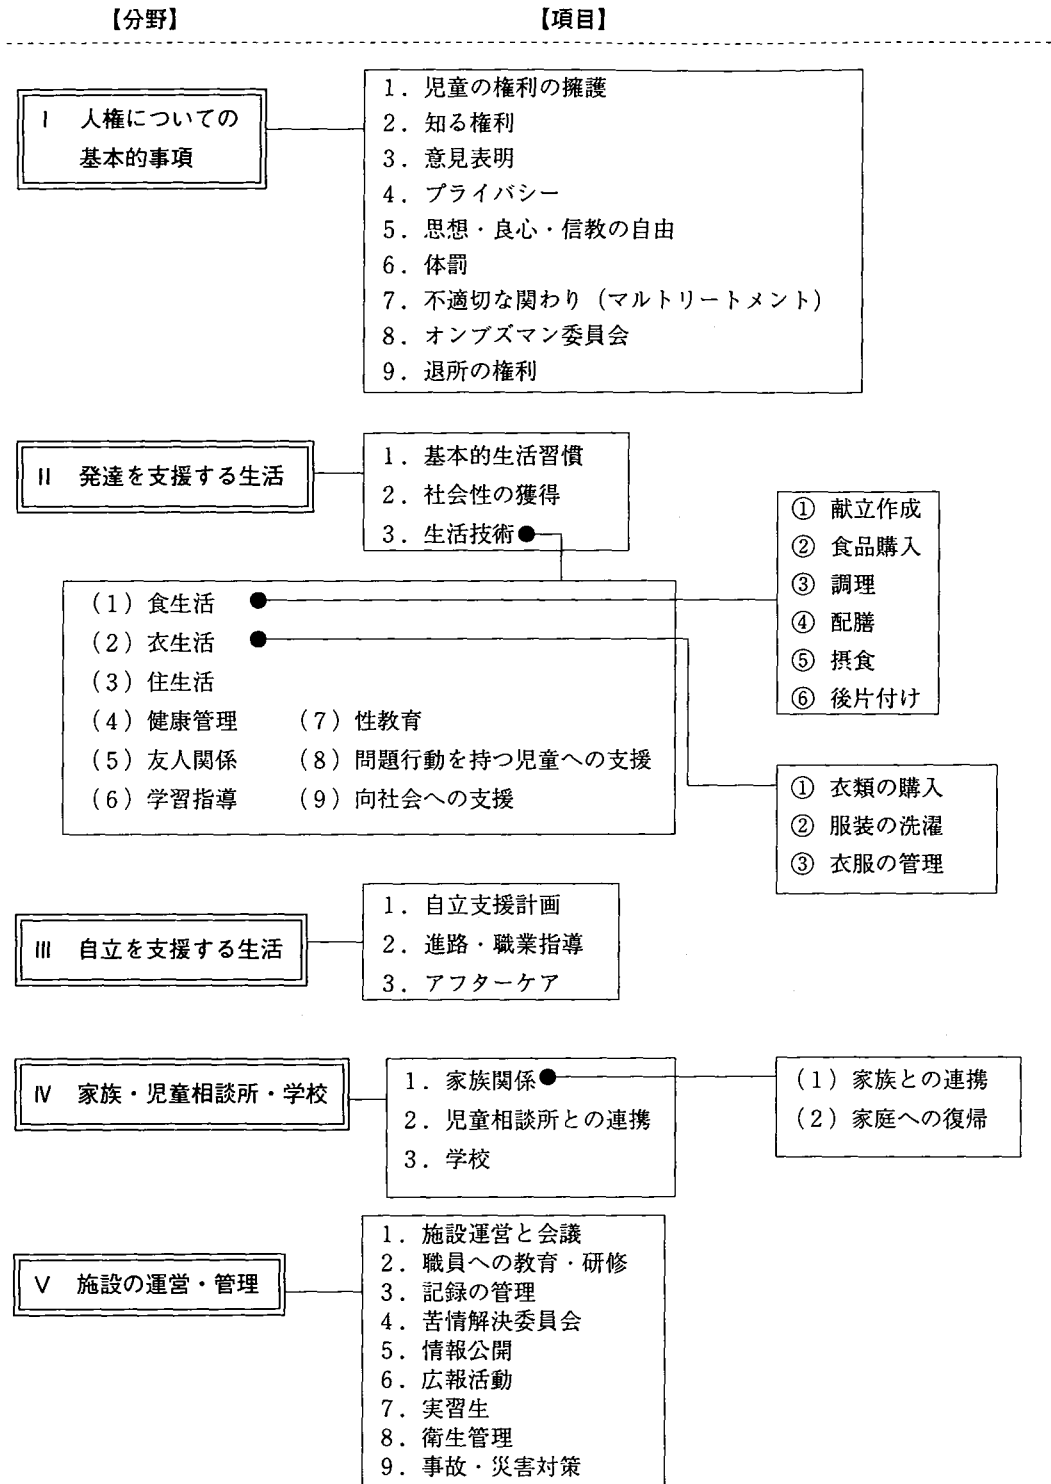 【分野】 【項目】
I 人権についての
基本的事項
1. 児童の権利の擁護
2. 知る権利
3. 意見表明
4. プライバシー
5. 思想・良心・信教の自由
6. 体罰
7. 不適切な関わり（マルトリートメント）
8. オンブズマン委員会
9. 退所の権利
II 発達を支援する生活
1. 基本的生活習慣
2. 社会性の獲得
3. 生活技術
(1) 食生活
(2) 衣生活
(3) 住生活
(4) 健康管理 (7) 性教育
(5) 友人関係 (8) 問題行動を持つ児童への支援
(6) 学習指導 (9) 向社会への支援
① 献立作成
② 食品購入
③ 調理
④ 配膳
⑤ 摂食
⑥ 後片付け
① 衣類の購入
② 服装の洗濯
③ 衣服の管理
III 自立を支援する生活
1. 自立支援計画
2. 進路・職業指導
3. アフターケア
IV 家族・児童相談所・学校
1. 家族関係
2. 児童相談所との連携
3. 学校
(1) 家族との連携
(2) 家庭への復帰
V 施設の運営・管理
1. 施設運営と会議
2. 職員への教育・研修
3. 記録の管理
4. 苦情解決委員会
5. 情報公開
6. 広報活動
7. 実習生
8. 衛生管理
9. 事故・災害対策